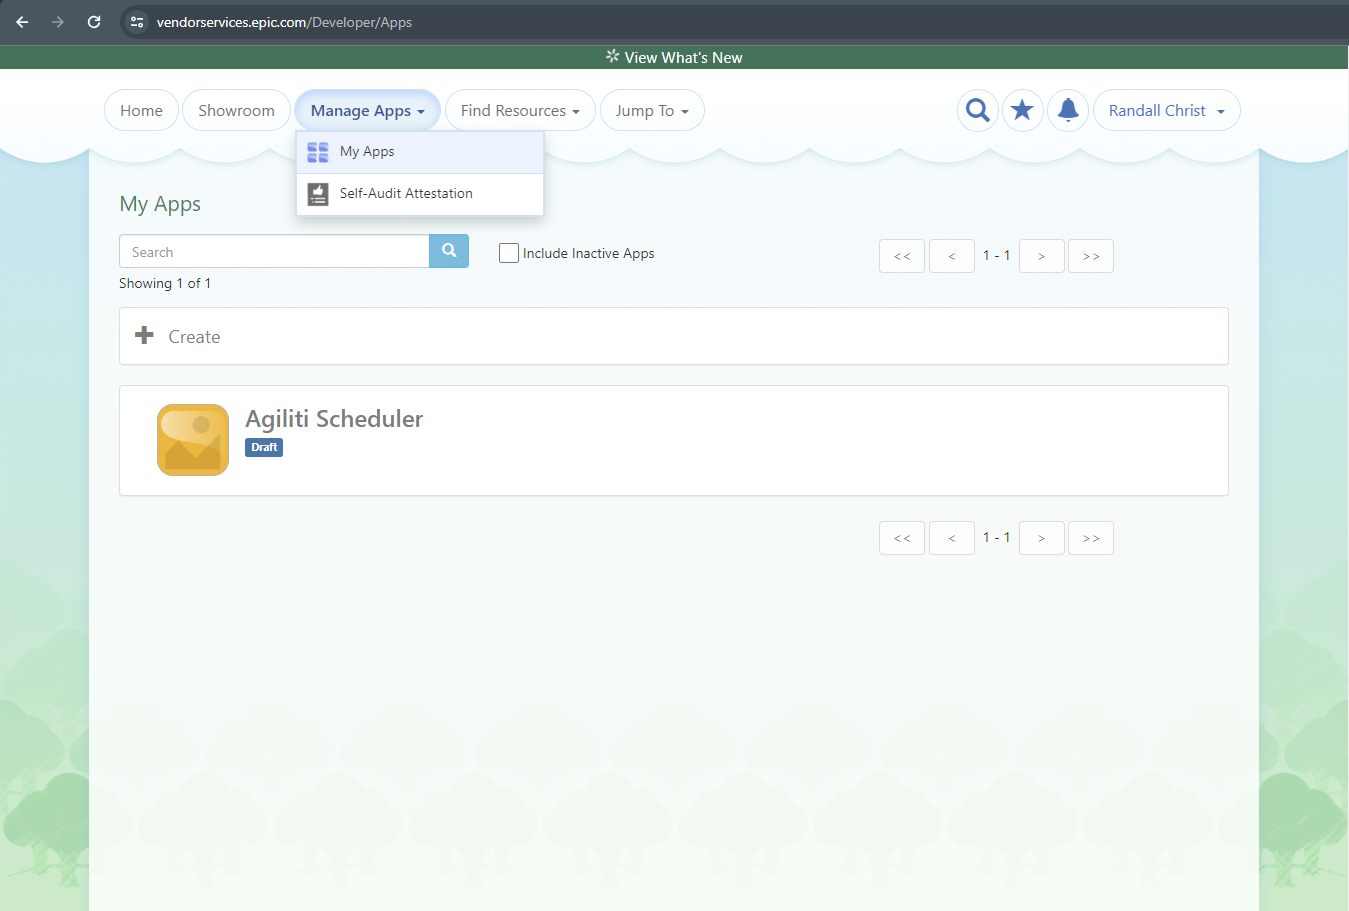 vendorservices.epic.com/Developer/Apps
View What's New
Home Showroom Manage Apps Find Resources Jump To Randall Christ
My Apps
Self-Audit Attestation
My Apps
Search Include Inactive Apps << < 1 - 1 > >>
Showing 1 of 1
Create
Agiliti Scheduler
Draft
<< < 1 - 1 > >>